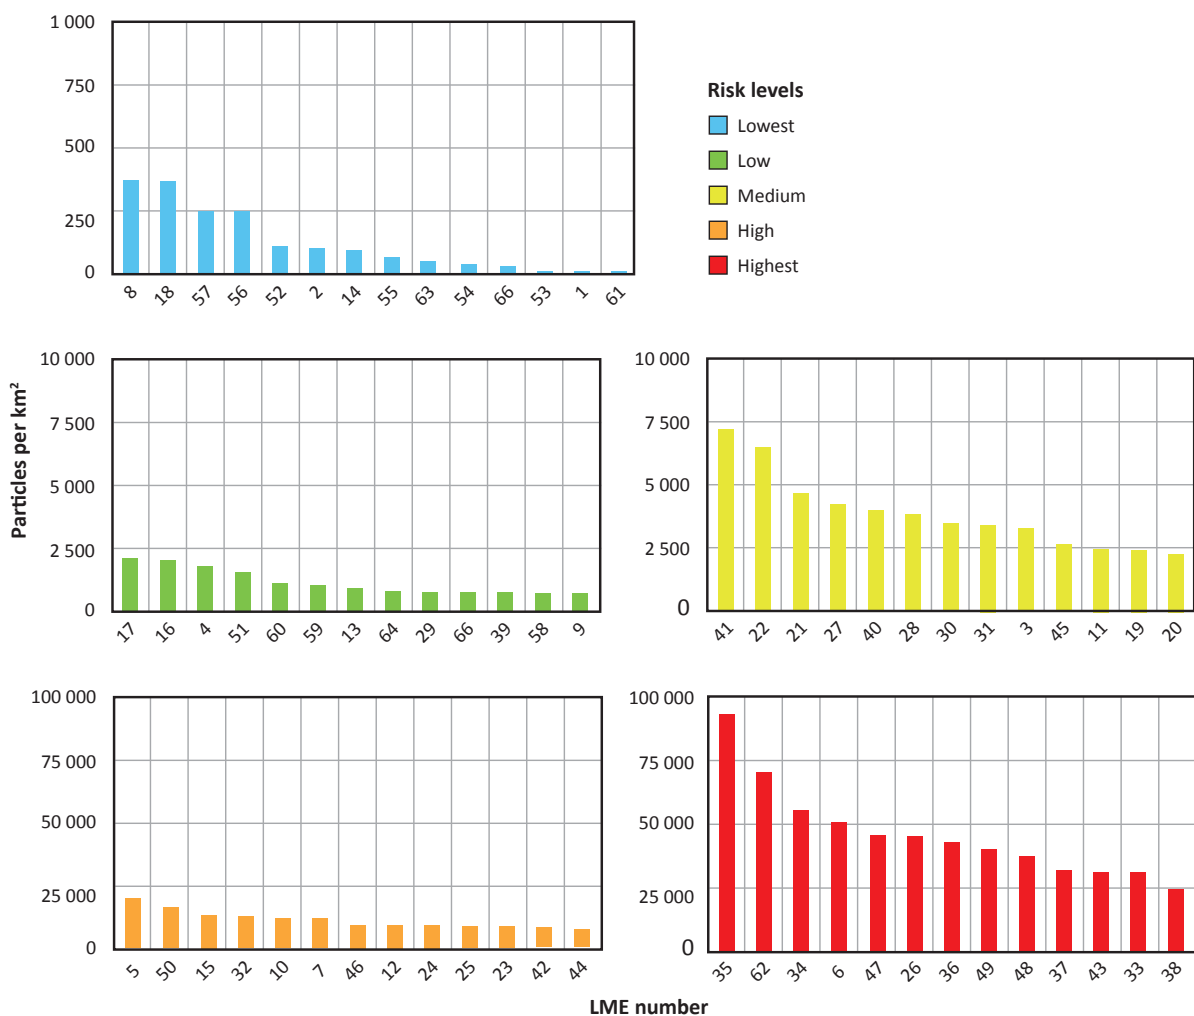 1 000
750
500
250
0
8 18 57 56 52 2 14 55 63 54 66 53 1 61
Risk levels
Lowest
Low
Medium
High
Highest
Particles per km²
10 000
7 500
5 000
2 500
0
17 16 4 51 60 59 13 64 29 66 39 58 9
10 000
7 500
5 000
2 500
0
41 22 21 27 40 28 30 31 3 45 11 19 20
100 000
75 000
50 000
25 000
0
5 50 15 32 10 7 46 12 24 25 23 42 44
100 000
75 000
50 000
25 000
0
35 62 34 6 47 26 36 49 48 37 43 33 38
LME number